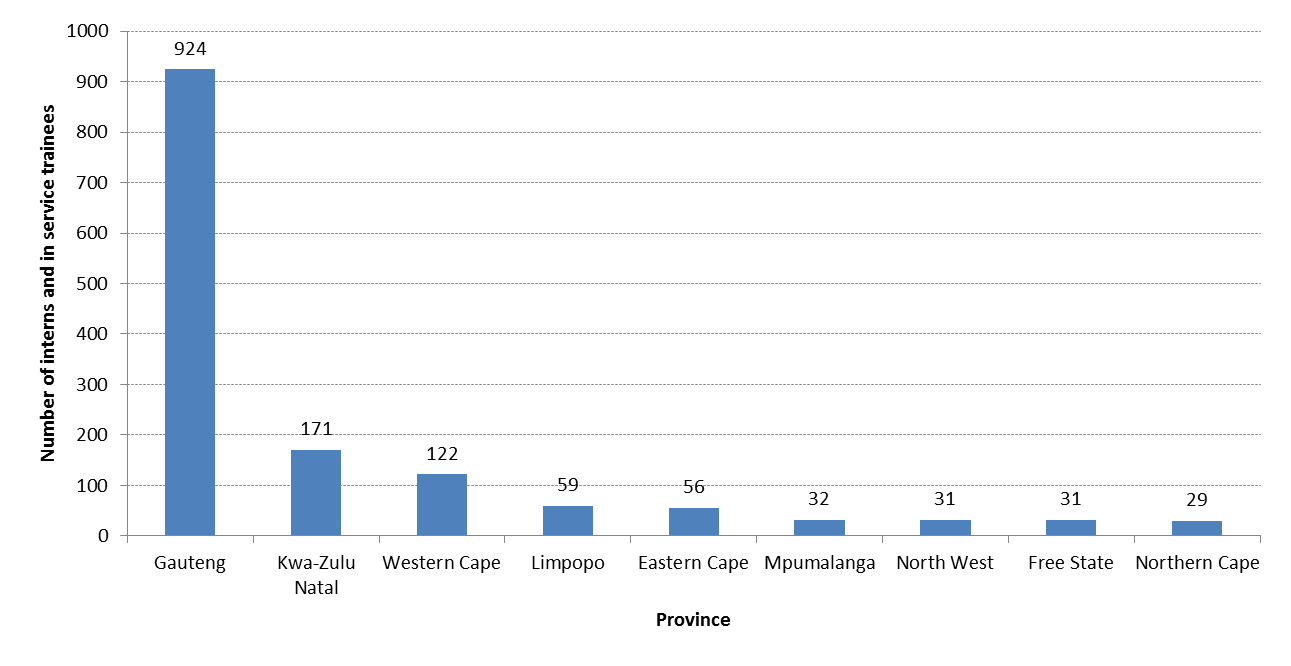 Number of interns and in service trainees
1000
900
800
700
600
500
400
300
200
100
0
924
171
122
59
56
32
31
31
29
Gauteng
Kwa-Zulu
Natal
Western Cape
Limpopo
Eastern Cape
Mpumalanga
North West
Free State
Northern Cape
Province